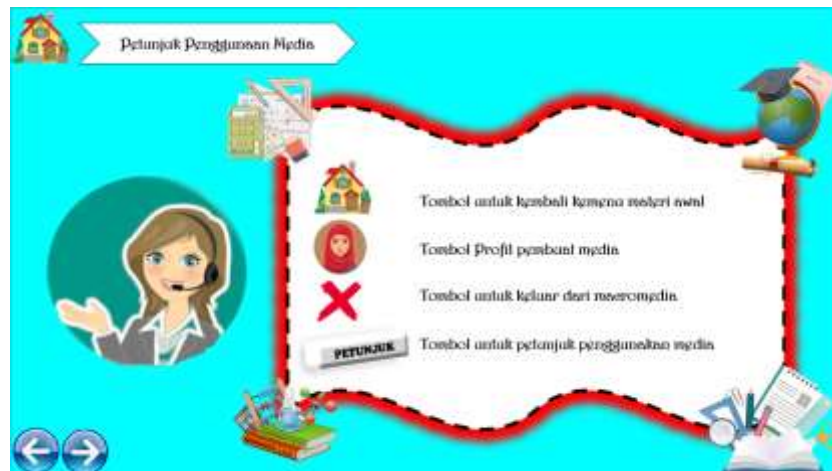 Petunjuk Penggunaan Media
Tombol untuk kembali kemenu materi awal
Tombol Profil pembuat media
Tombol untuk keluar dari macromedia
PETUNJUK
Tombol untuk petunjuk penggunakan media